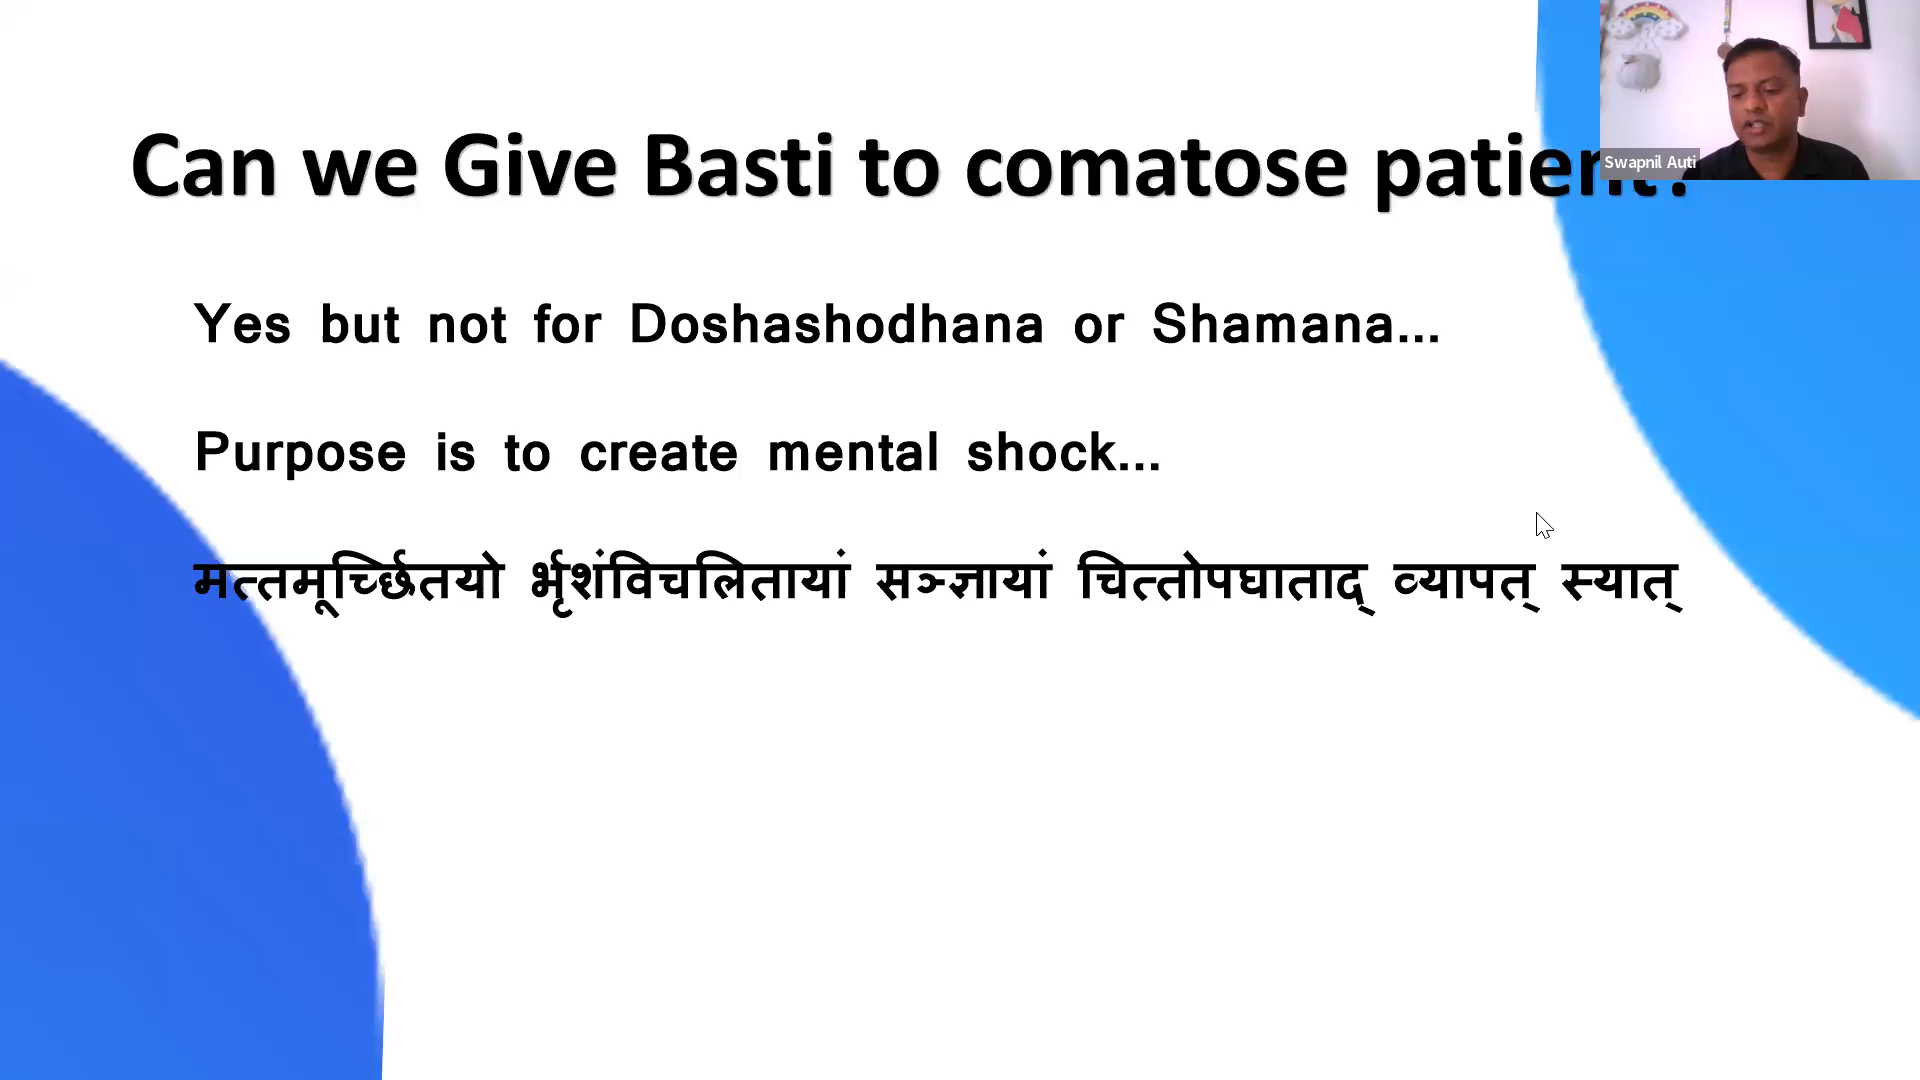 Can we Give Basti to comatose patient?
Swapnil Auti
Yes but not for Doshashodhana or Shamana...
Purpose is to create mental shock...
मत्तमूर्च्छितयो र्भृशंविचलितायां सञ्ज्ञायां चित्तोपघाताद् व्यापत् स्यात्